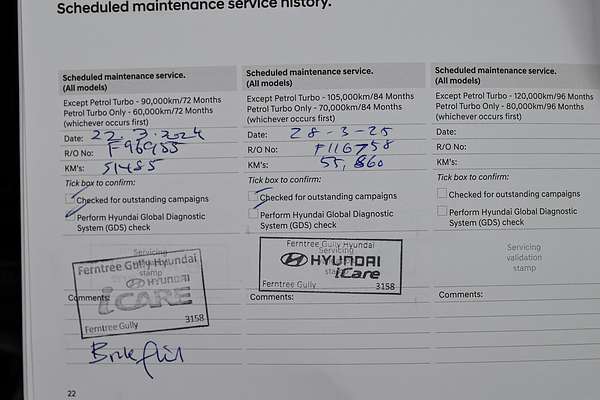 Scheduled maintenance service history.
Scheduled maintenance service.
(All models)
Except Petrol Turbo - 90,000km/72 Months
Petrol Turbo Only - 60,000km/72 Months
(whichever occurs first)
Date: 22.3.2024
R/O No: F96955
KM's: 51485
Tick box to confirm:
Checked for outstanding campaigns
Perform Hyundai Global Diagnostic
System (GDS) check
Servicing
stamp
Ferntree Gully Hyundai
HYUNDAI
iCARE
Ferntree Gully 3158
Comments:
Scheduled maintenance service.
(All models)
Except Petrol Turbo - 105,000km/84 Months
Petrol Turbo Only - 70,000km/84 Months
(whichever occurs first)
Date: 28-3-25
R/O No: F116758
KM's: 55,860
Tick box to confirm:
Checked for outstanding campaigns
Perform Hyundai Global Diagnostic
System (GDS) check
Servicing
Ferntree Gully Hyundai
HYUNDAI
iCare
Ferntree Gully 3158
Comments:
Scheduled maintenance service.
(All models)
Except Petrol Turbo - 120,000km/96 Months
Petrol Turbo Only - 80,000km/96 Months
(whichever occurs first)
Date:
R/O No:
KM's:
Tick box to confirm:
Checked for outstanding campaigns
Perform Hyundai Global Diagnostic
System (GDS) check
Servicing
validation
stamp
Comments:
22